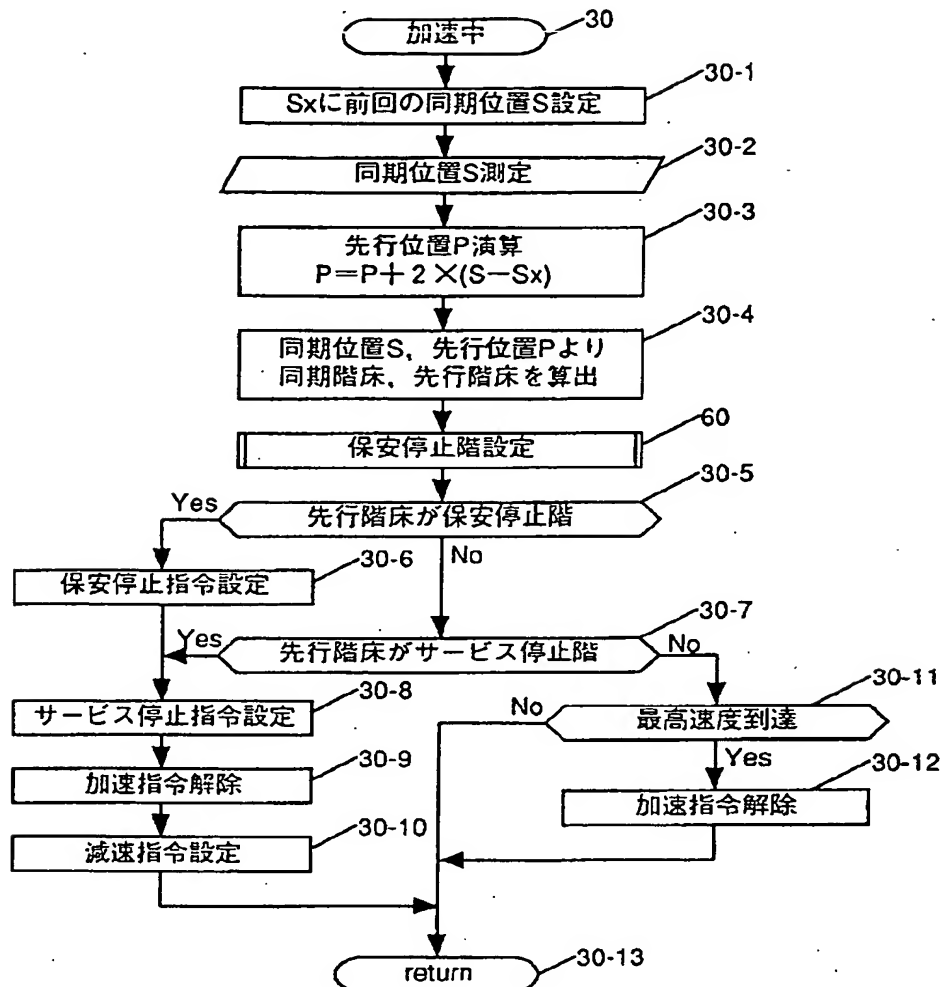 加速中
30
30-1
Sxに前回の同期位置S設定
30-2
同期位置S測定
30-3
先行位置P演算
P=P+2×(S-Sx)
30-4
同期位置S、先行位置Pより
同期階床、先行階床を算出
60
保安停止階設定
30-5
Yes
先行階床が保安停止階
No
30-6
保安停止指令設定
30-7
Yes
先行階床がサービス停止階
No
30-8
サービス停止指令設定
30-11
No
最高速度到達
30-9
加速指令解除
Yes
30-12
加速指令解除
30-10
減速指令設定
return
30-13